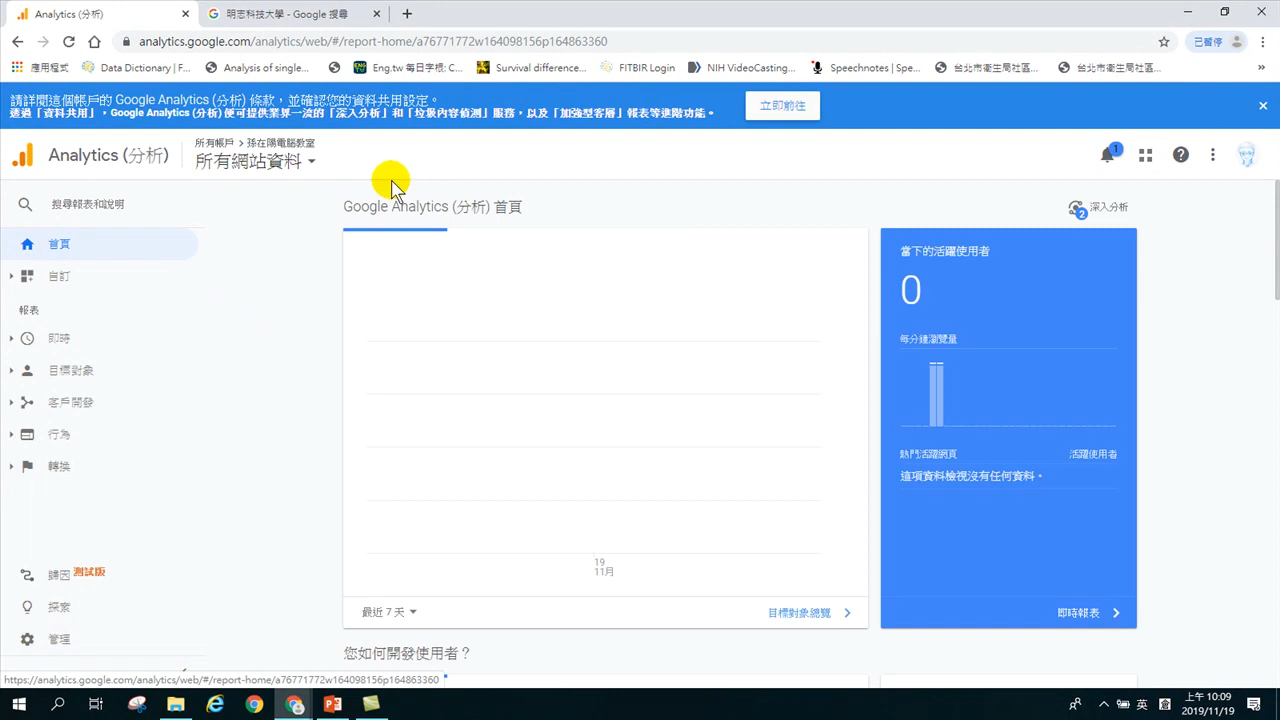 Analytics (分析)
明志科技大學 - Google 搜尋
analytics.google.com/analytics/web/#/report-home/a76771772w164098156p164863360
已暫停
應用程式
Data Dictionary | F...
Analysis of single...
Eng.tw 每日字根: C...
Survival difference...
FITBIR Login
NIH VideoCasting...
Speechnotes | Spe...
台北市衛生局社區...
台北市衛生局社區...
»
請詳閱這個帳戶的 Google Analytics (分析) 條款，並確認您的資料共用設定。
透過「資料共用」，Google Analytics (分析) 便可提供業界一流的「深入分析」和「垃圾內容偵測」服務，以及「加強型客層」報表等進階功能。
立即前往
Analytics (分析)
所有帳戶 > 孫在陽電腦教室
所有網站資料
1
搜尋報表和說明
Google Analytics (分析) 首頁
2
深入分析
首頁
自訂
報表
即時
目標對象
客戶開發
行為
轉換
歸因 測試版
探索
管理
當下的活躍使用者
0
每分鐘瀏覽量
熱門活躍網頁
活躍使用者
這項資料檢視沒有任何資料。
19
11月
最近 7 天
目標對象總覽
即時報表
您如何開發使用者？
https://analytics.google.com/analytics/web/#/report-home/a76771772w164098156p164863360
英
上午 10:09
2019/11/19